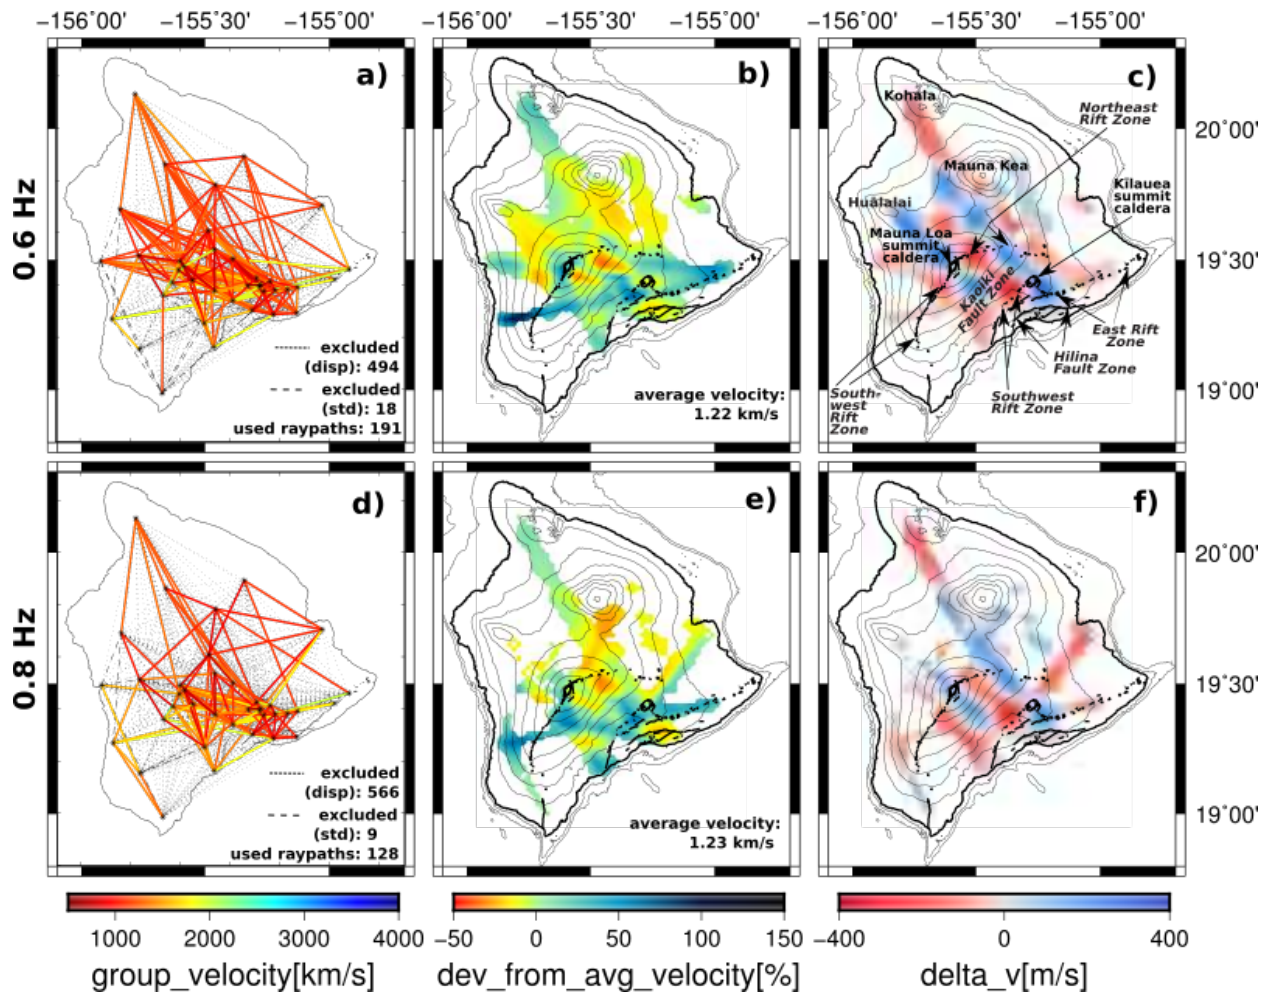 −156°00'
−155°30'
−155°00'
−156°00'
−155°30'
−155°00'
−156°00'
−155°30'
−155°00'
0.6 Hz
a)
excluded
(disp): 494
excluded
(std): 18
used raypaths: 191
b)
average velocity:
1.22 km/s
c)
Kohala
Northeast
Rift Zone
Mauna Kea
Kilauea
summit
caldera
Hualalai
Mauna Loa
summit
caldera
Kaoiki
Fault Zone
East Rift
Zone
Hilina
Fault Zone
Southwest
Rift Zone
South-
west
Rift
Zone
20°00'
19°30'
19°00'
0.8 Hz
d)
excluded
(disp): 566
excluded
(std): 9
used raypaths: 128
e)
average velocity:
1.23 km/s
f)
20°00'
19°30'
19°00'
1000
2000
3000
4000
group_velocity[km/s]
−50
0
50
100
150
dev_from_avg_velocity[%]
−400
0
400
delta_v[m/s]